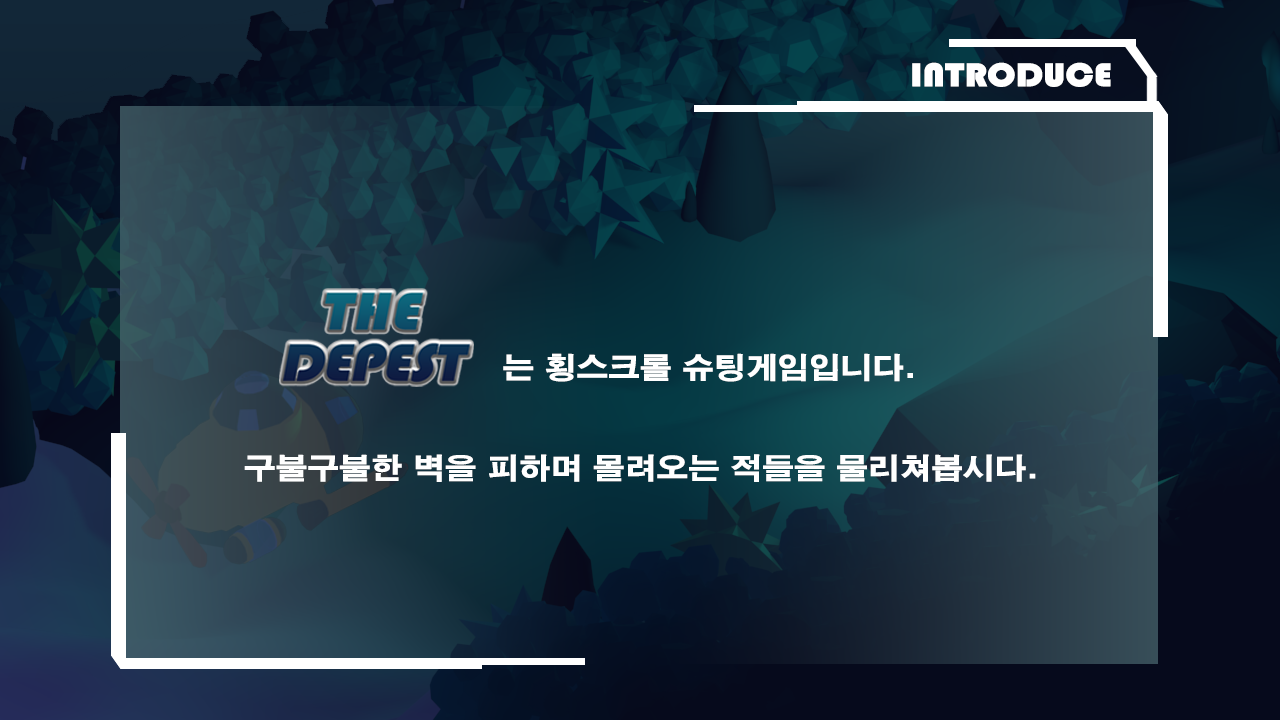 INTRODUCE
THE
DEPEST 는 횡스크롤 슈팅게임입니다.
구불구불한 벽을 피하며 몰려오는 적들을 물리쳐봅시다.